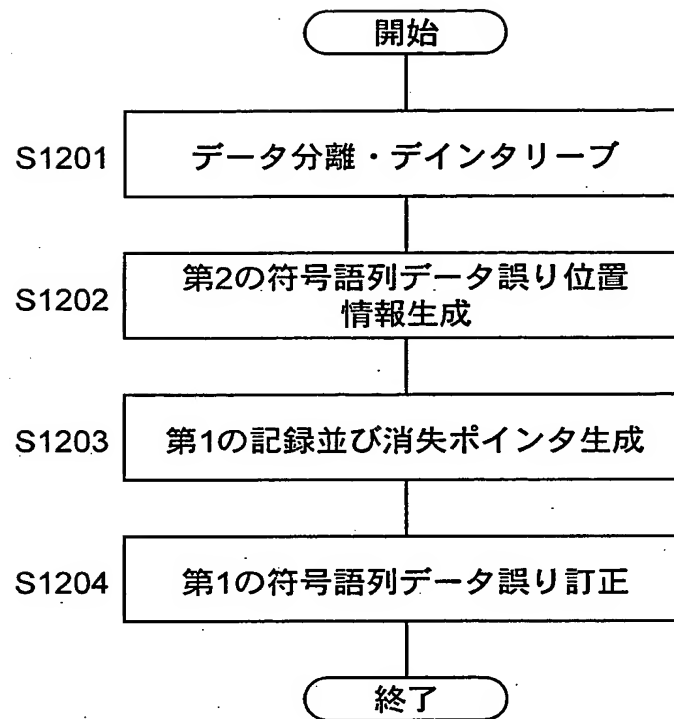 開始
S1201
データ分離・デインタリーブ
S1202
第2の符号語列データ誤り位置
情報生成
S1203
第1の記録並び消失ポインタ生成
S1204
第1の符号語列データ誤り訂正
終了